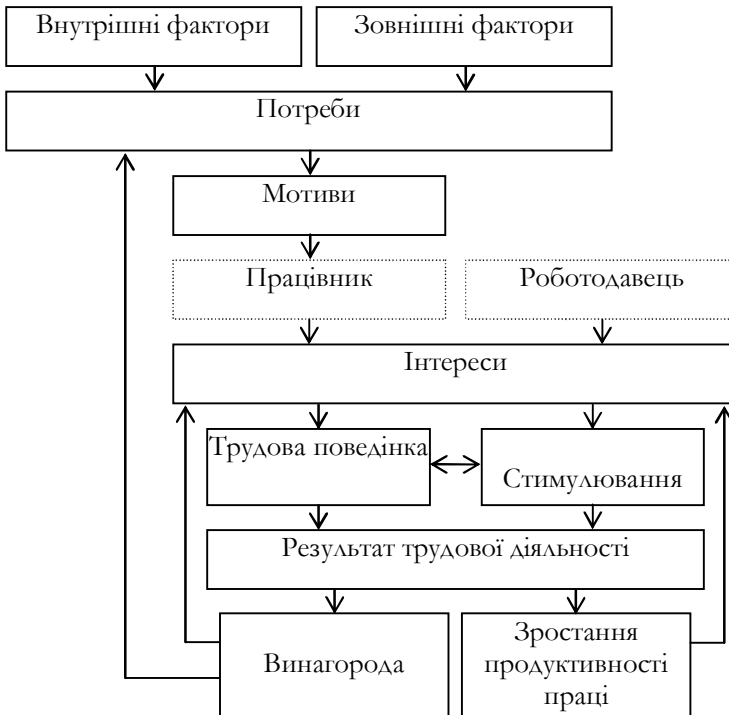 Внутрішні фактори
Зовнішні фактори
Потреби
Мотиви
Працівник
Роботодавець
Інтереси
Трудова поведінка
Стимулювання
Результат трудової діяльності
Винагорода
Зростання
продуктивності
праці